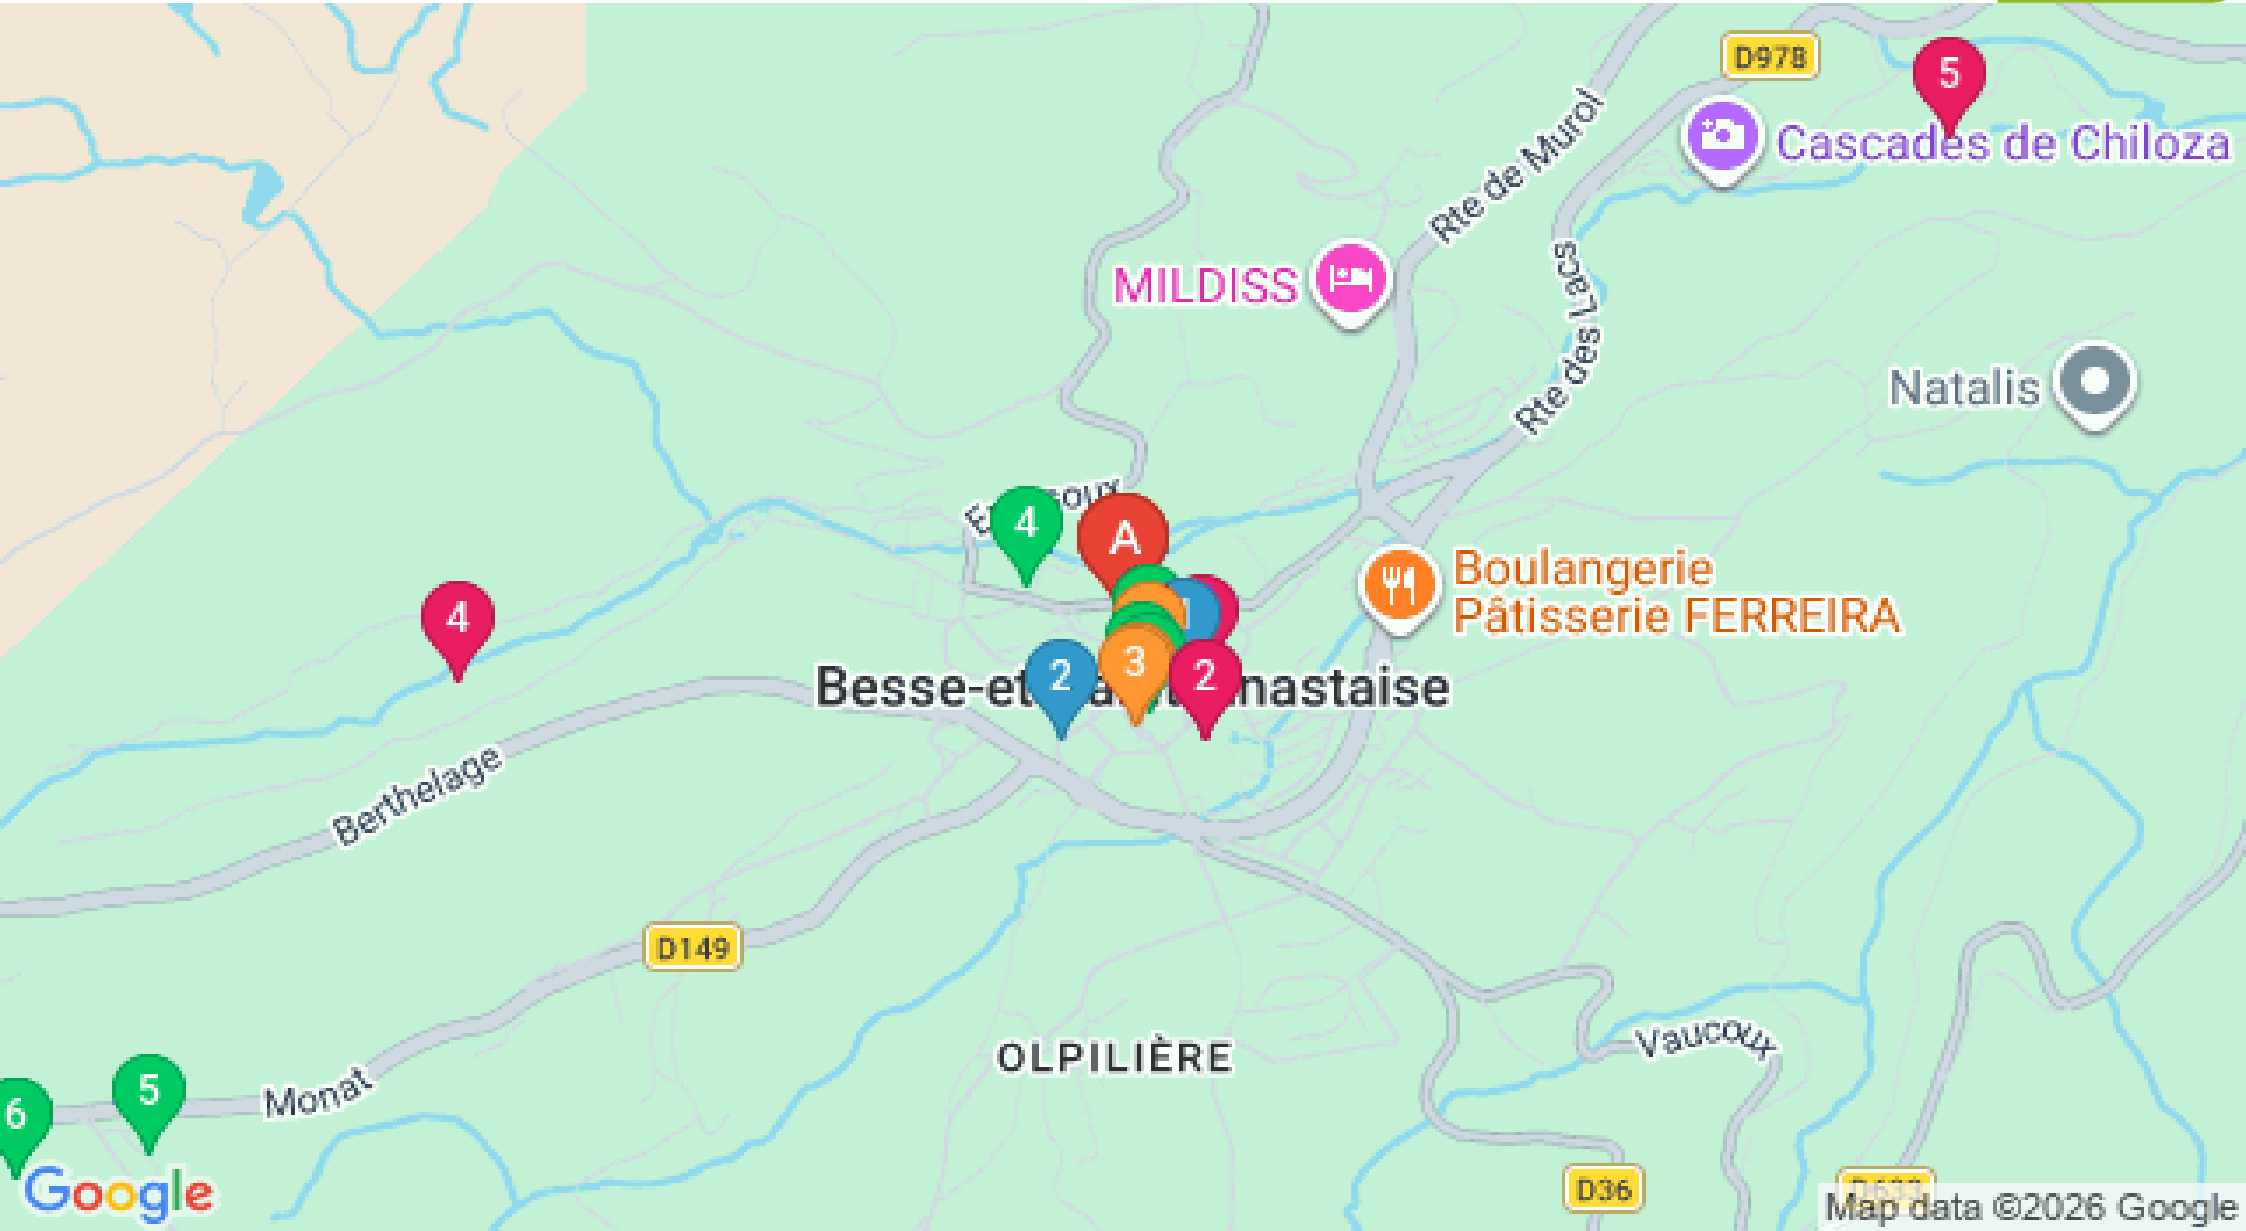 D978
5
Cascades de Chiloza
Rte de Murol
MILDISS
Rte des Lacs
Natalis
4
A
4
Boulangerie
Pâtisserie FERREIRA
2
3
2
Berthelage
D149
OLPILIÈRE
Vaucoux
Monat
5
6
Google
D36
D633
Map data ©2026 Google